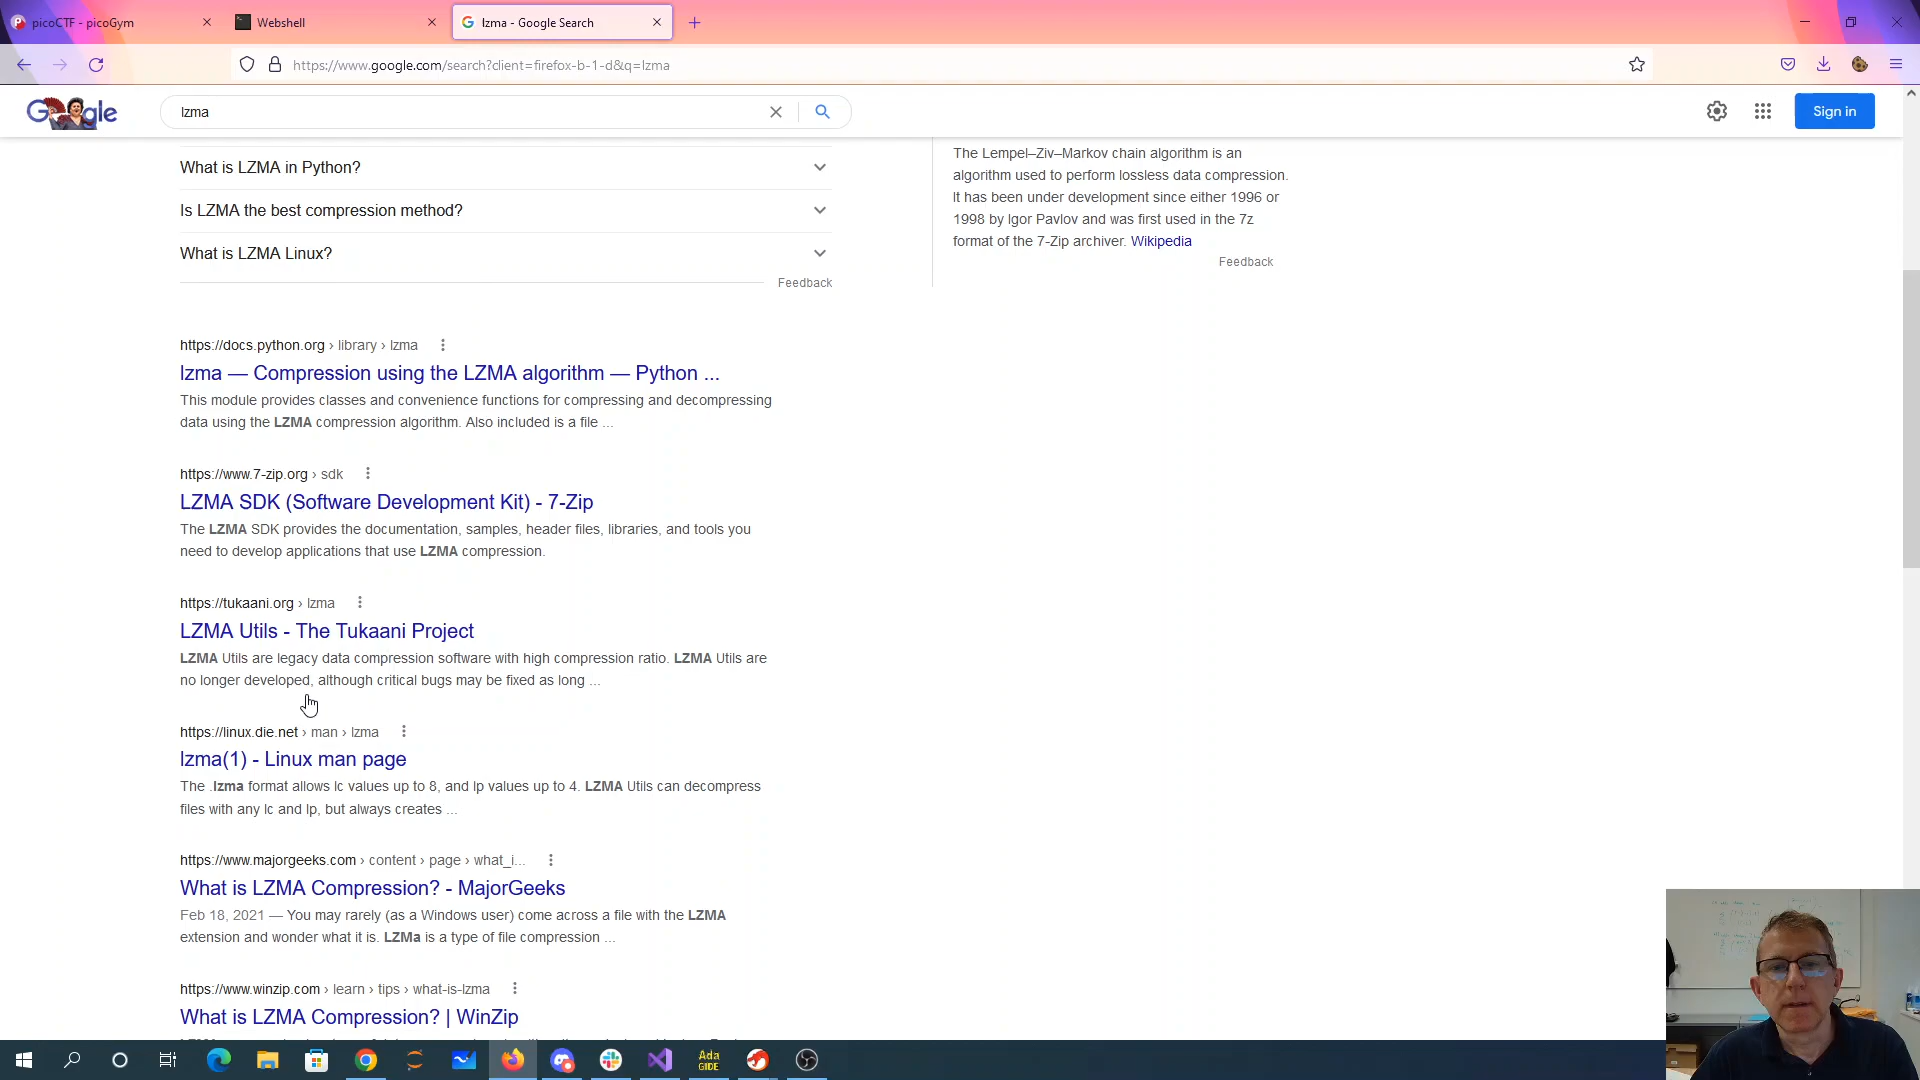 picoCTF - picoGym
Webshell
lzma - Google Search
https://www.google.com/search?client=firefox-b-1-d&q=lzma
Google
lzma
Sign in
What is LZMA in Python?
Is LZMA the best compression method?
What is LZMA Linux?
Feedback
The Lempel–Ziv–Markov chain algorithm is an
algorithm used to perform lossless data compression.
It has been under development since either 1996 or
1998 by Igor Pavlov and was first used in the 7z
format of the 7-Zip archiver. Wikipedia
Feedback
https://docs.python.org › library › lzma
lzma — Compression using the LZMA algorithm — Python ...
This module provides classes and convenience functions for compressing and decompressing
data using the LZMA compression algorithm. Also included is a file ...
https://www.7-zip.org › sdk
LZMA SDK (Software Development Kit) - 7-Zip
The LZMA SDK provides the documentation, samples, header files, libraries, and tools you
need to develop applications that use LZMA compression.
https://tukaani.org › lzma
LZMA Utils - The Tukaani Project
LZMA Utils are legacy data compression software with high compression ratio. LZMA Utils are
no longer developed, although critical bugs may be fixed as long ...
https://linux.die.net › man › lzma
lzma(1) - Linux man page
The .lzma format allows lc values up to 8, and lp values up to 4. LZMA Utils can decompress
files with any lc and lp, but always creates ...
https://www.majorgeeks.com › content › page › what_i...
What is LZMA Compression? - MajorGeeks
Feb 18, 2021 — You may rarely (as a Windows user) come across a file with the LZMA
extension and wonder what it is. LZMa is a type of file compression ...
https://www.winzip.com › learn › tips › what-is-lzma
What is LZMA Compression? | WinZip
Ada
GIDE